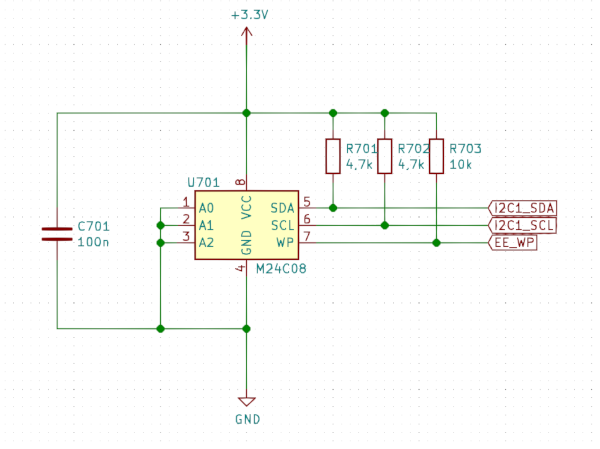 +3.3V
R701
4,7k
R702
4,7k
R703
10k
U701
8
VCC
1
A0
2
A1
3
A2
SDA
5
SCL
6
WP
7
GND
4
M24C08
I2C1_SDA
I2C1_SCL
EE_WP
C701
100n
GND